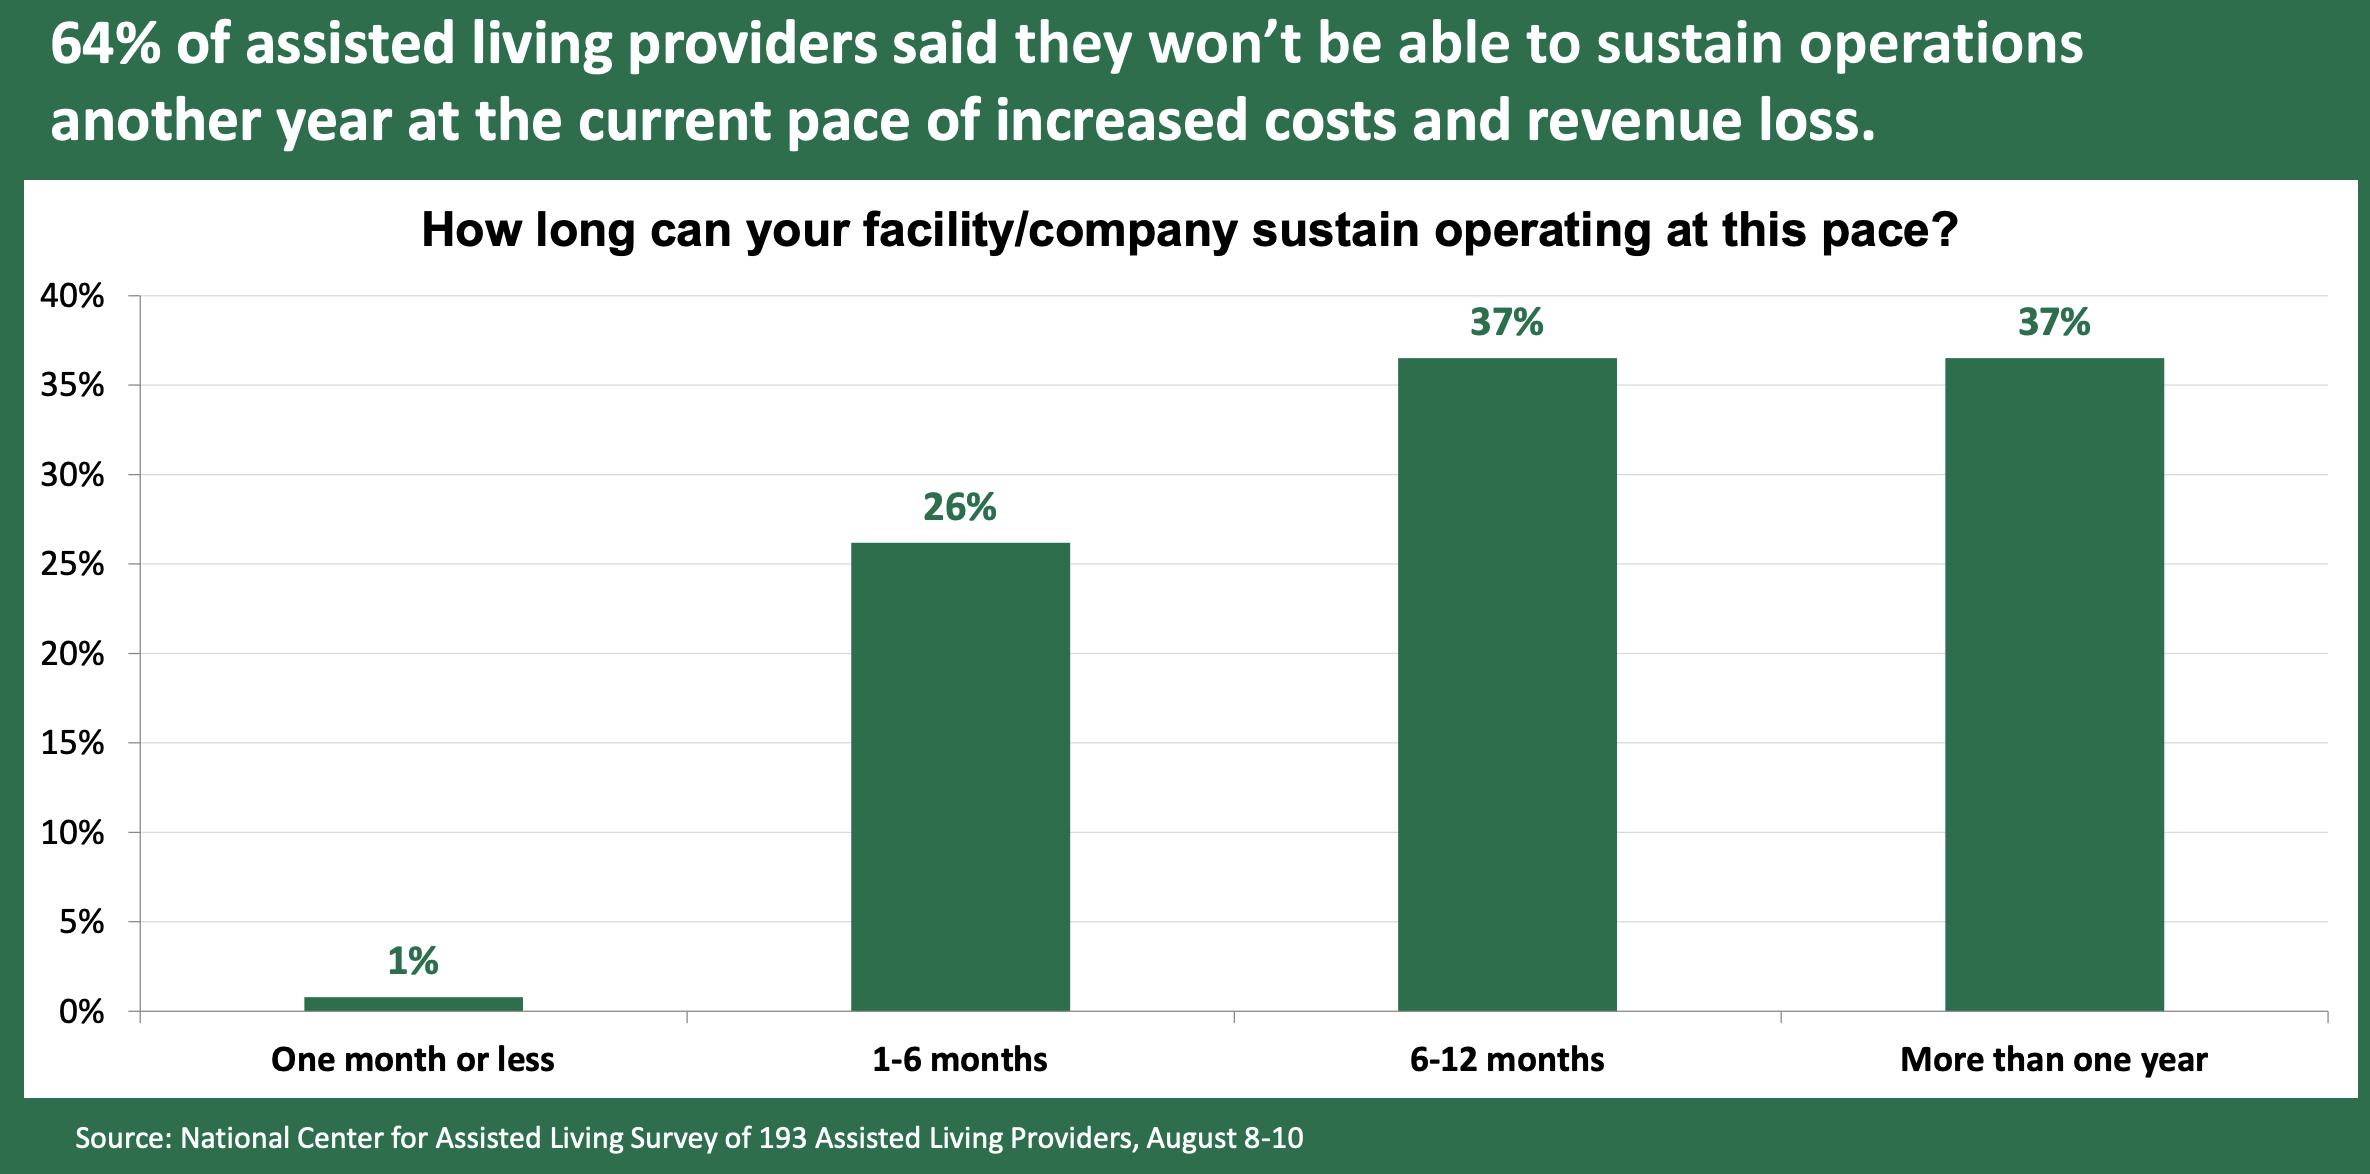 64% of assisted living providers said they won’t be able to sustain operations
another year at the current pace of increased costs and revenue loss.
How long can your facility/company sustain operating at this pace?
40%
35%
30%
25%
20%
15%
10%
5%
0%
1%
26%
37%
37%
One month or less
1-6 months
6-12 months
More than one year
Source: National Center for Assisted Living Survey of 193 Assisted Living Providers, August 8-10